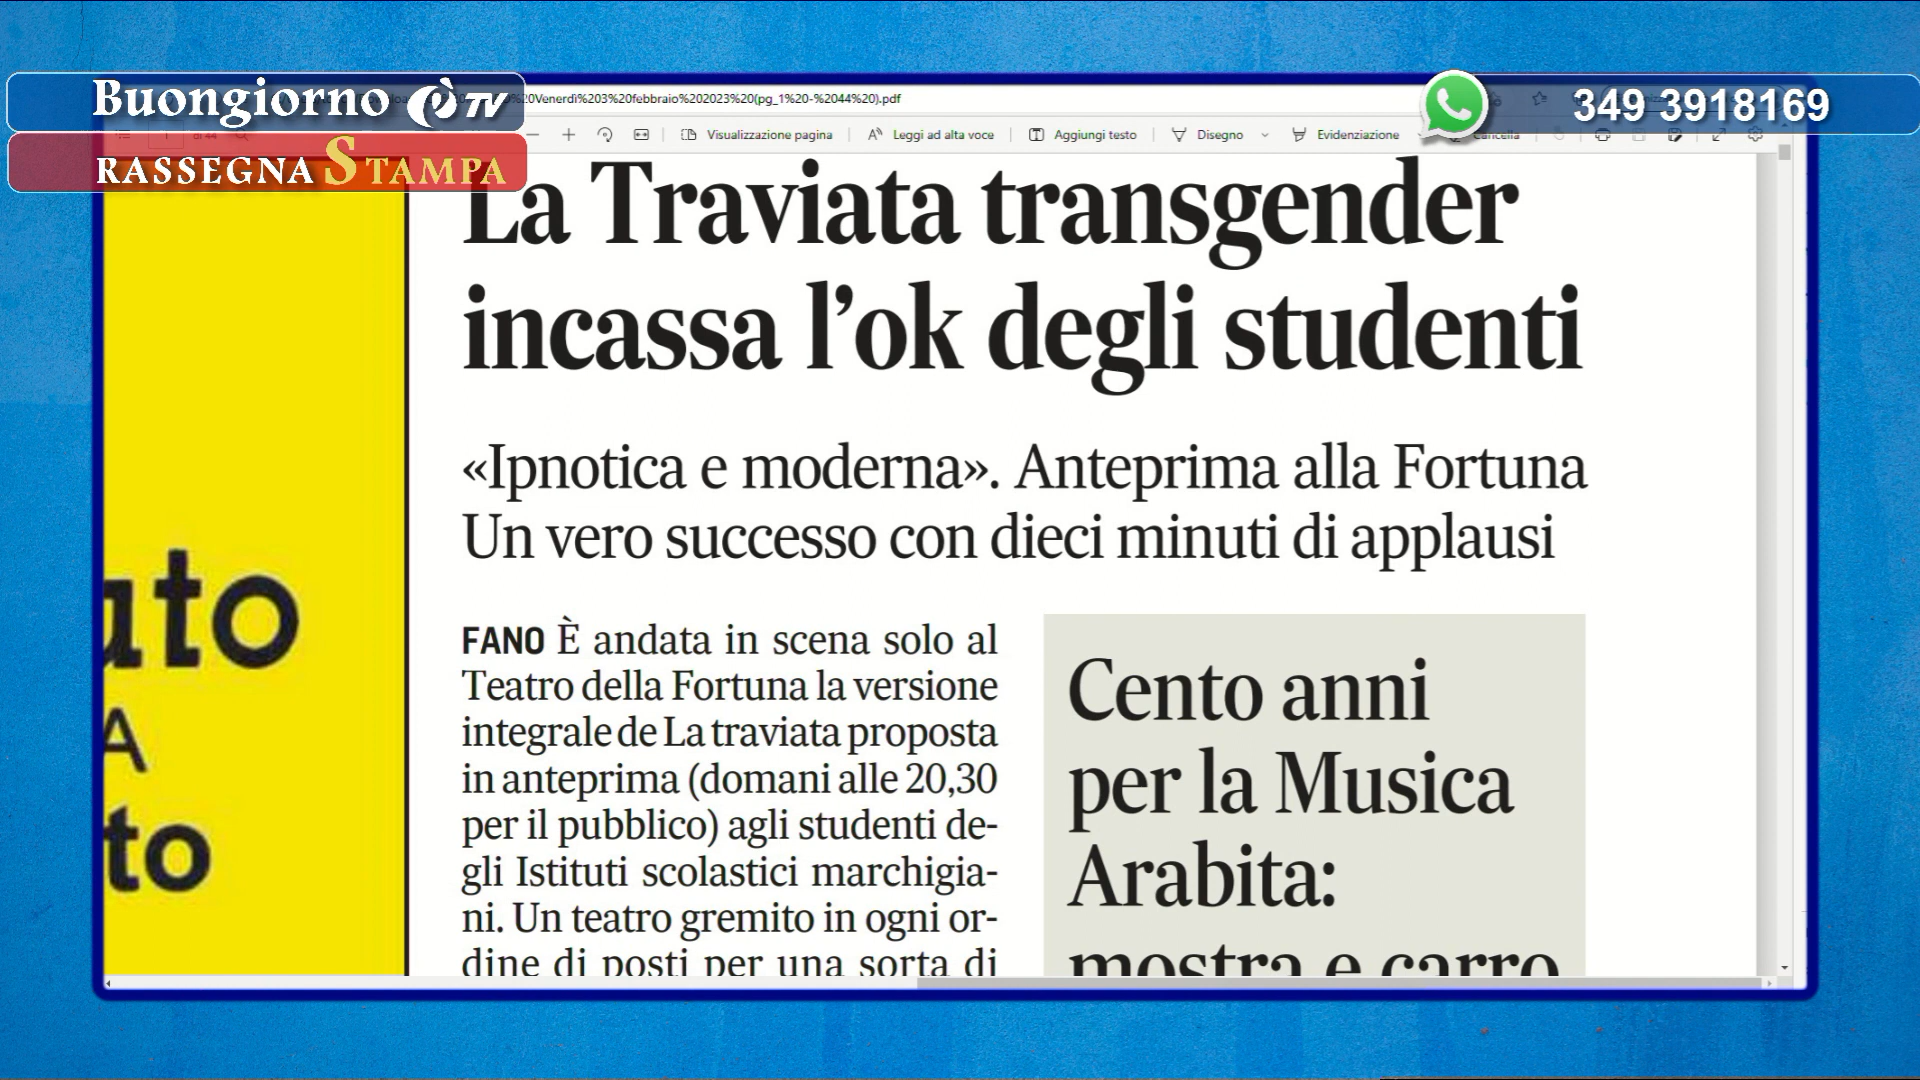 Buongiorno èTV
RASSEGNA STAMPA
349 3918169
20Venerdì%203%20febbraio%202023%20(pg_1%20-%2044%20).pdf
Visualizzazione pagina
Leggi ad alta voce
Aggiungi testo
Disegno
Evidenziazione
Cancella
La Traviata transgender
incassa l’ok degli studenti
«Ipnotica e moderna». Anteprima alla Fortuna
Un vero successo con dieci minuti di applausi
FANO È andata in scena solo al
Teatro della Fortuna la versione
integrale de La traviata proposta
in anteprima (domani alle 20,30
per il pubblico) agli studenti de-
gli Istituti scolastici marchigia-
ni. Un teatro gremito in ogni or-
dine di posti per una sorta di
Cento anni
per la Musica
Arabita:
mostra e carro
uto
A
to